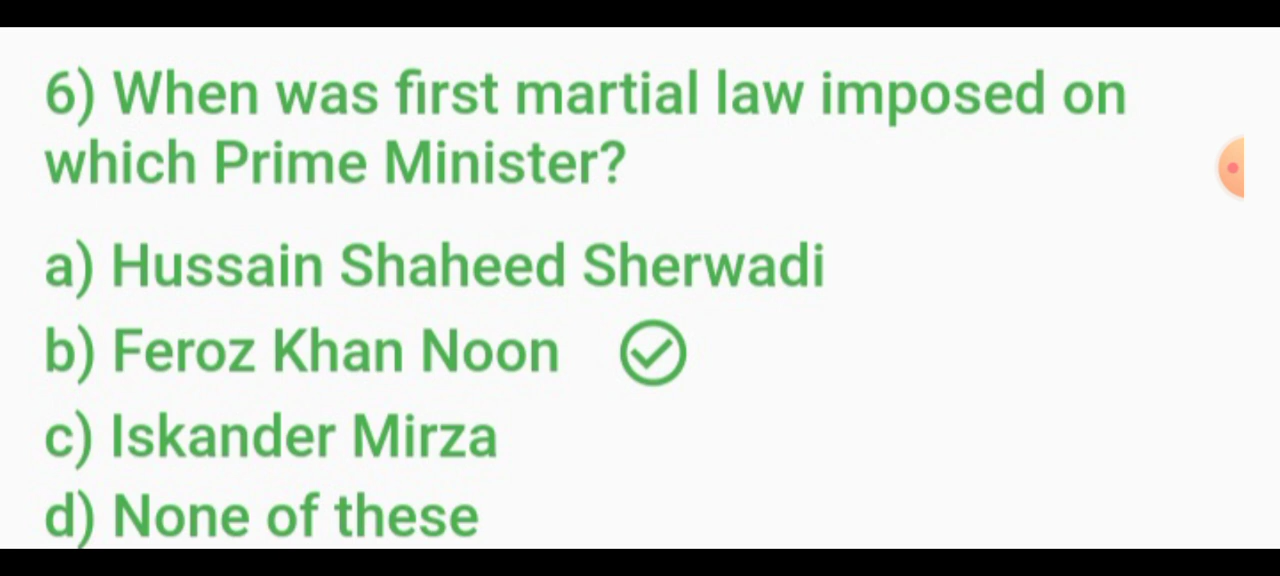 6) When was first martial law imposed on
which Prime Minister?
a) Hussain Shaheed Sherwadi
b) Feroz Khan Noon
c) Iskander Mirza
d) None of these